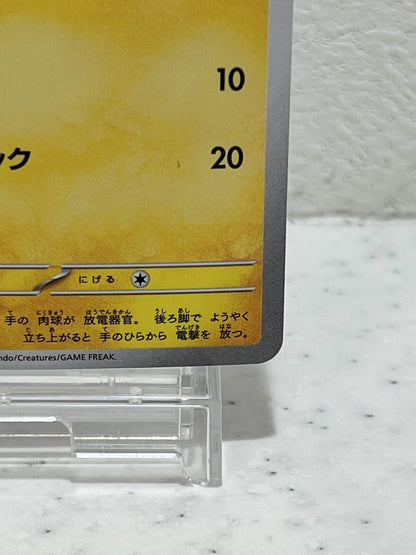 10
ック 20
にげる
手の 肉球が 放電器官。 後ろ脚で ようやく
立ち上がると 手のひらから 電撃を 放つ。
ndo/Creatures/GAME FREAK.